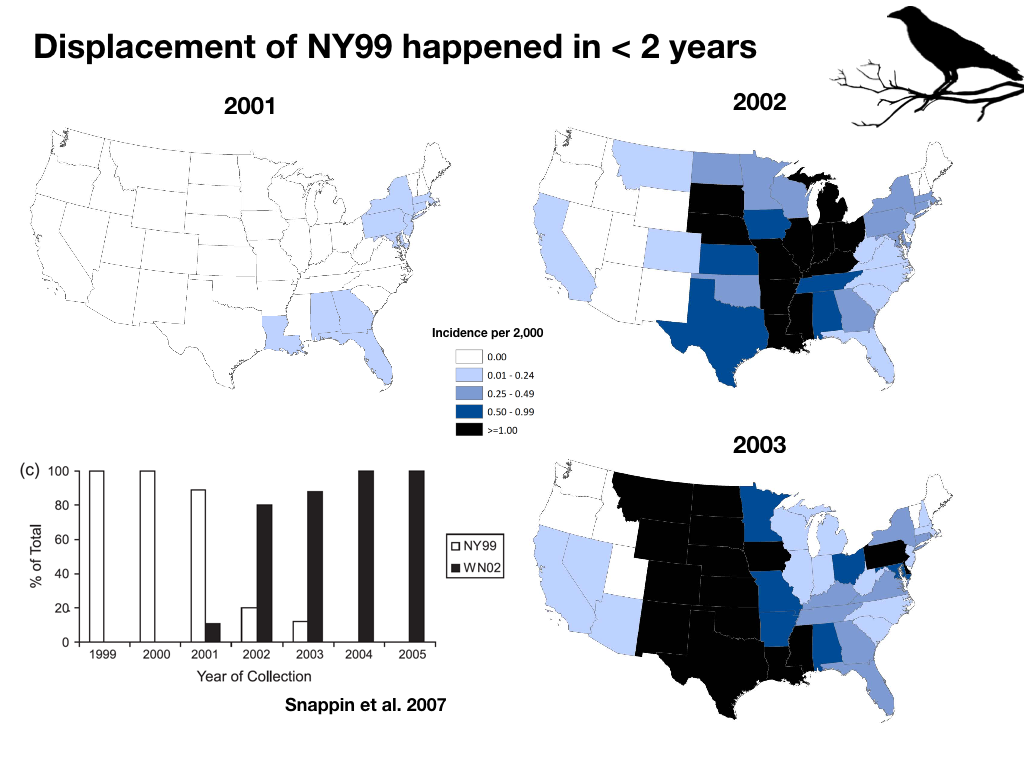 Displacement of NY99 happened in < 2 years
2001
2002
Incidence per 2,000
0.00
0.01 - 0.24
0.25 - 0.49
0.50 - 0.99
>=1.00
2003
(c)
% of Total
100
80
60
40
20
0
1999 2000 2001 2002 2003 2004 2005
Year of Collection
NY99
WN02
Snappin et al. 2007